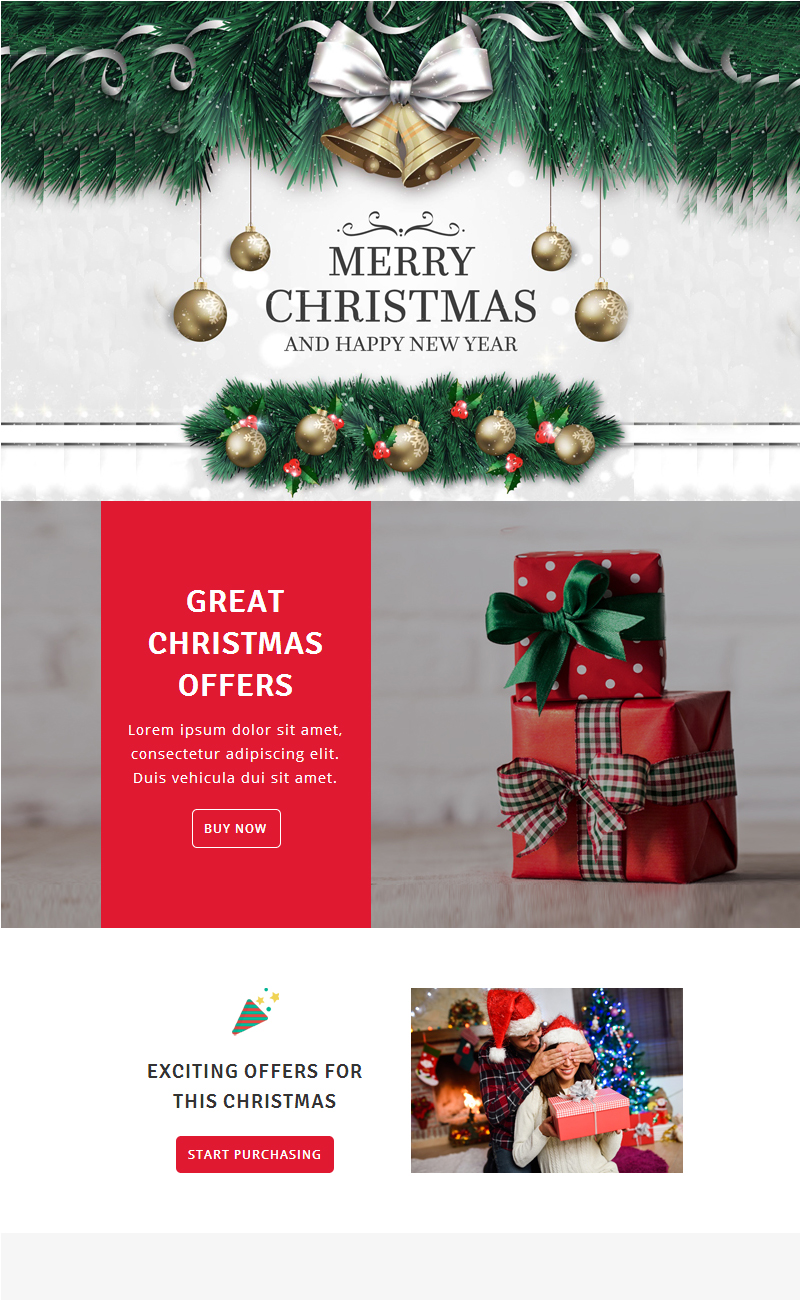 MERRY
CHRISTMAS
AND HAPPY NEW YEAR
GREAT
CHRISTMAS
OFFERS
Lorem ipsum dolor sit amet,
consectetur adipiscing elit.
Duis vehicula dui sit amet.
BUY NOW
EXCITING OFFERS FOR
THIS CHRISTMAS
START PURCHASING